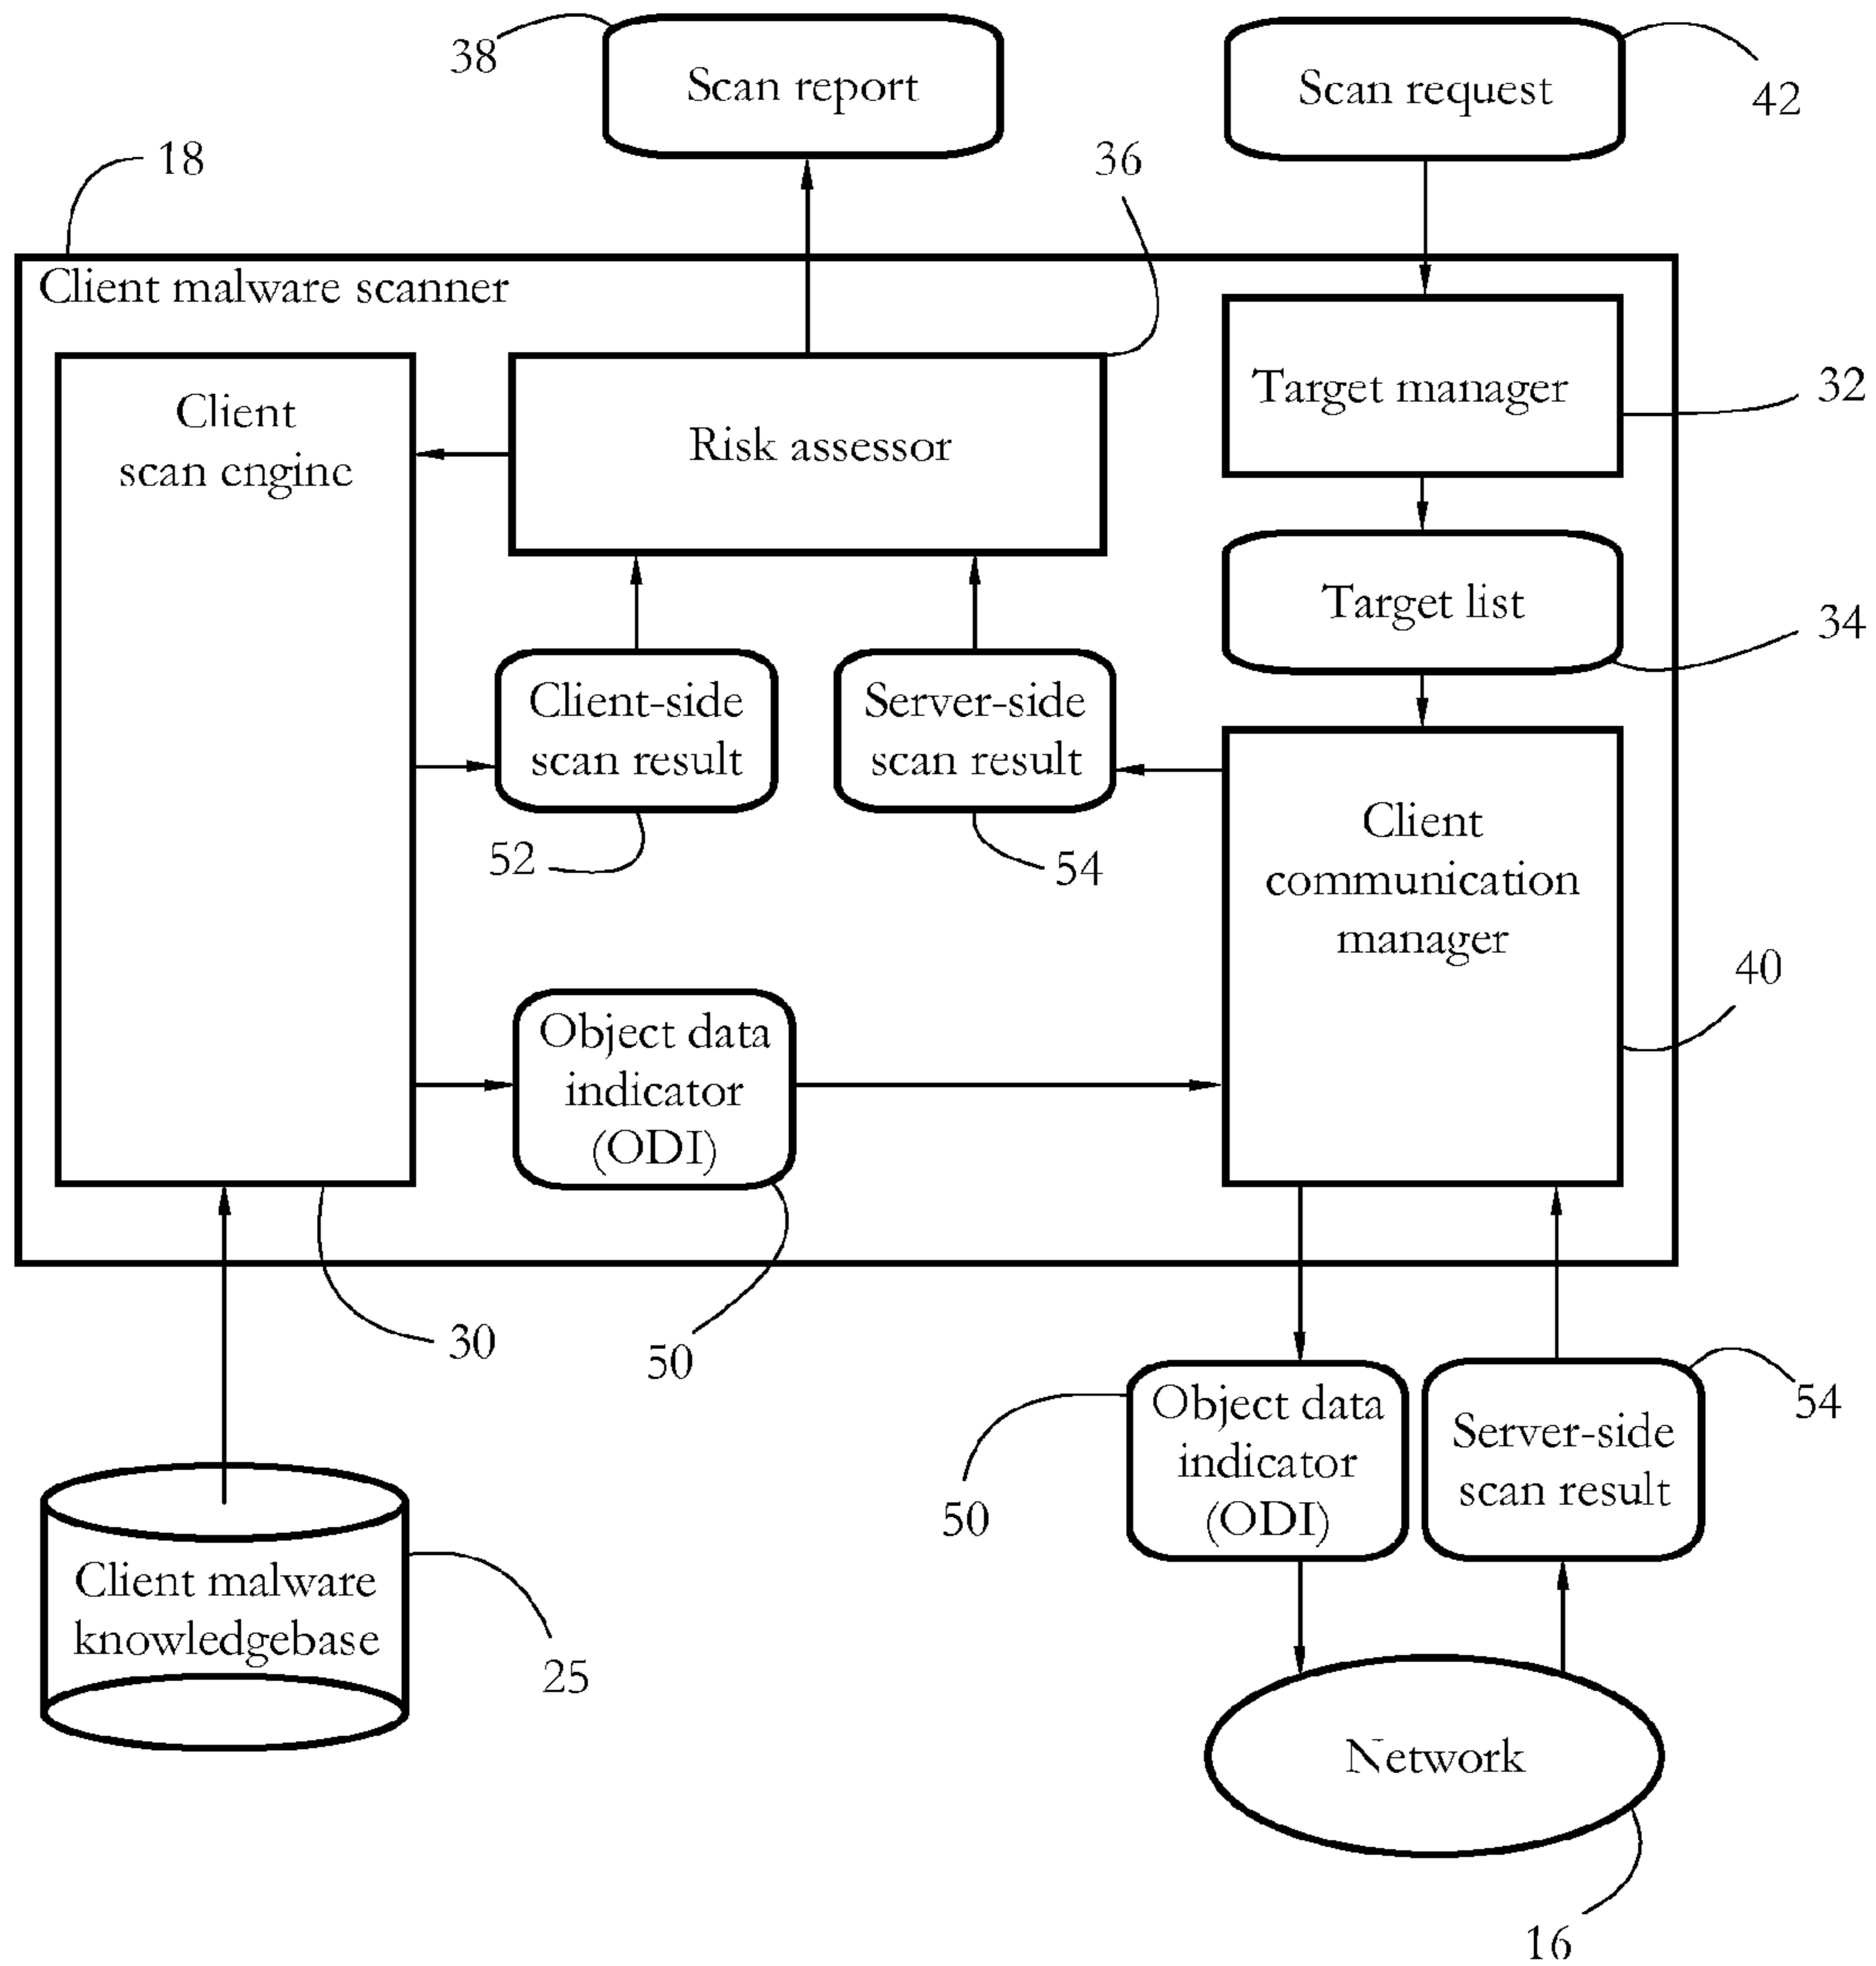 38
Scan report
Scan request
42
18
36
Client malware scanner
Client
scan engine
Risk assessor
Target manager
32
Target list
34
Client-side
scan result
Server-side
scan result
52
54
Client
communication
manager
40
Object data
indicator
(ODI)
30
50
50
Object data
indicator
(ODI)
Server-side
scan result
54
Client malware
knowledgebase
25
Network
16